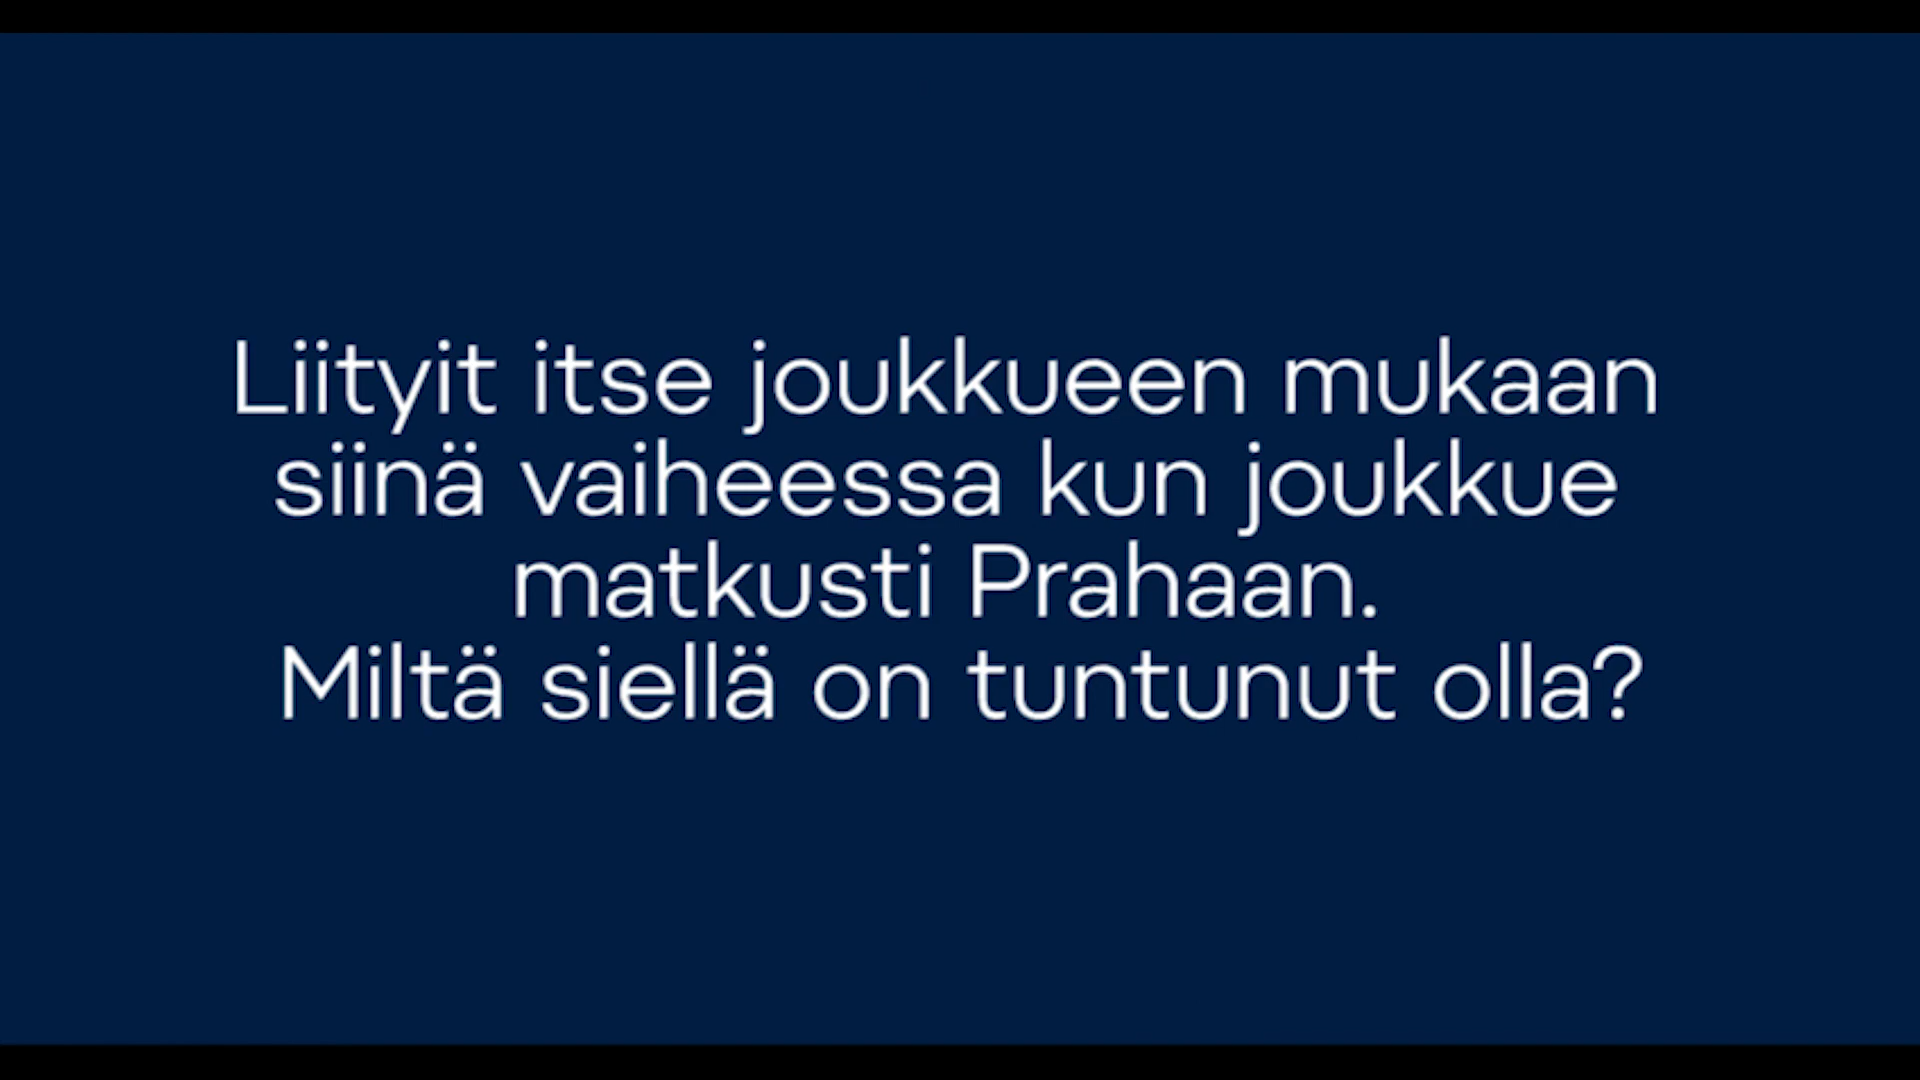 Liityit itse joukkueen mukaan
siinä vaiheessa kun joukkue
matkusti Prahaan.
Miltä siellä on tuntunut olla?